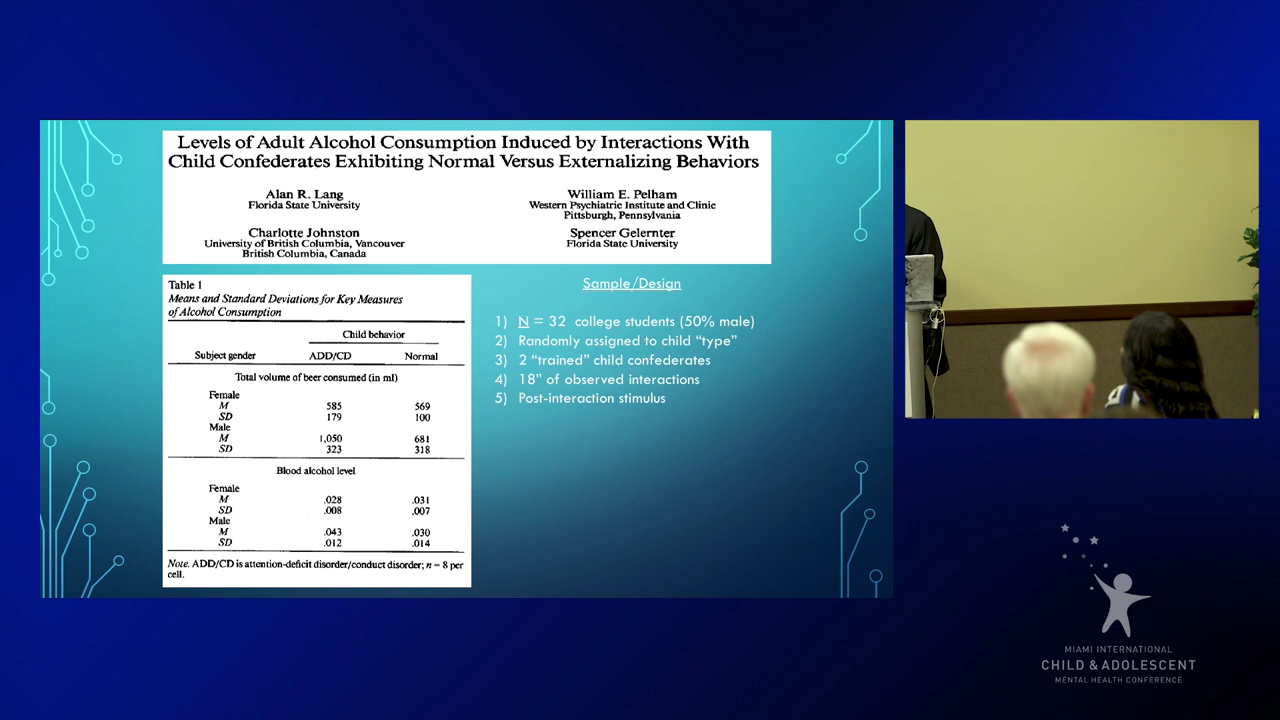 Levels of Adult Alcohol Consumption Induced by Interactions With
Child Confederates Exhibiting Normal Versus Externalizing Behaviors
Alan R. Lang
Florida State University
William E. Pelham
Western Psychiatric Institute and Clinic
Pittsburgh, Pennsylvania
Charlotte Johnston
University of British Columbia, Vancouver
British Columbia, Canada
Spencer Gelernter
Florida State University
Table 1
Means and Standard Deviations for Key Measures
of Alcohol Consumption
Child behavior
Subject gender ADD/CD Normal
Total volume of beer consumed (in ml)
Female
M 585 569
SD 179 100
Male
M 1,050 681
SD 323 318
Blood alcohol level
Female
M .028 .031
SD .008 .007
Male
M .043 .030
SD .012 .014
Note. ADD/CD is attention-deficit disorder/conduct disorder; n = 8 per
cell.
Sample/Design
1) N = 32 college students (50% male)
2) Randomly assigned to child “type”
3) 2 “trained” child confederates
4) 18” of observed interactions
5) Post-interaction stimulus
MIAMI INTERNATIONAL
CHILD & ADOLESCENT
MENTAL HEALTH CONFERENCE